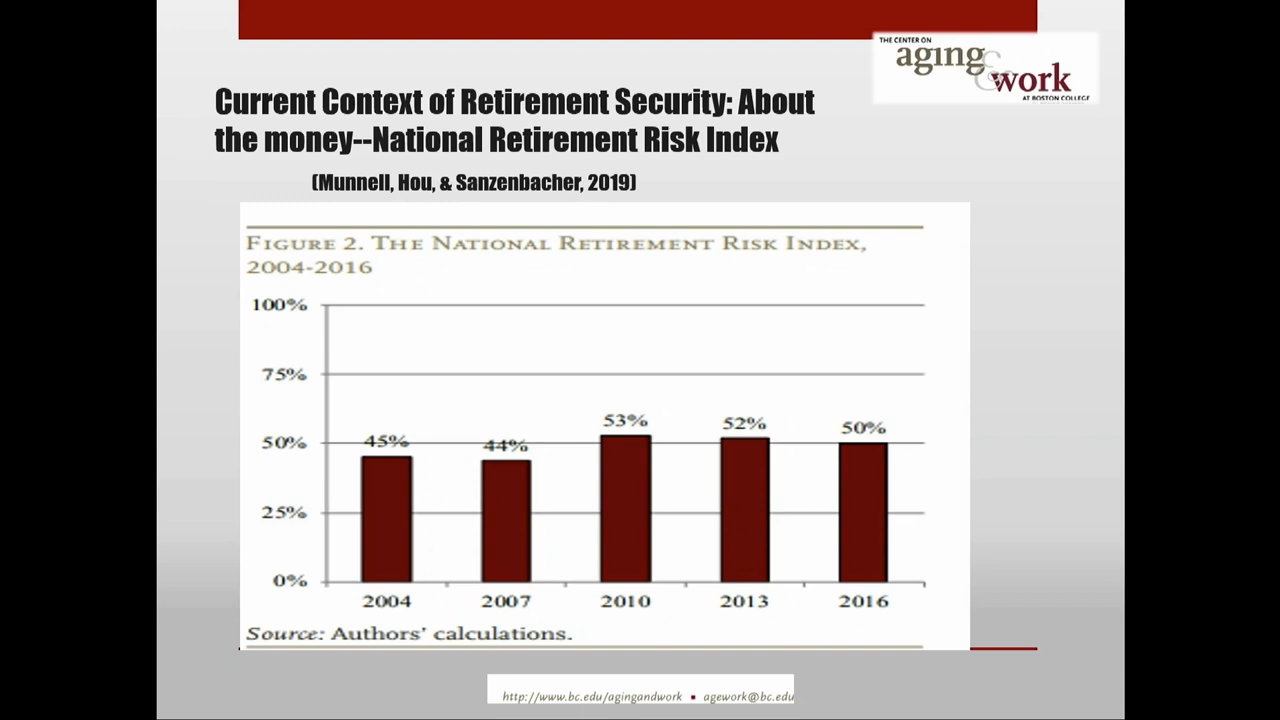 THE CENTER ON
aging&work
AT BOSTON COLLEGE
Current Context of Retirement Security: About
the money--National Retirement Risk Index
(Munnell, Hou, & Sanzenbacher, 2019)
FIGURE 2. THE NATIONAL RETIREMENT RISK INDEX,
2004-2016
100%
75%
50%
25%
0%
45%
44%
53%
52%
50%
2004 2007 2010 2013 2016
Source: Authors' calculations.
http://www.bc.edu/agingandwork ▪ agework@bc.edu